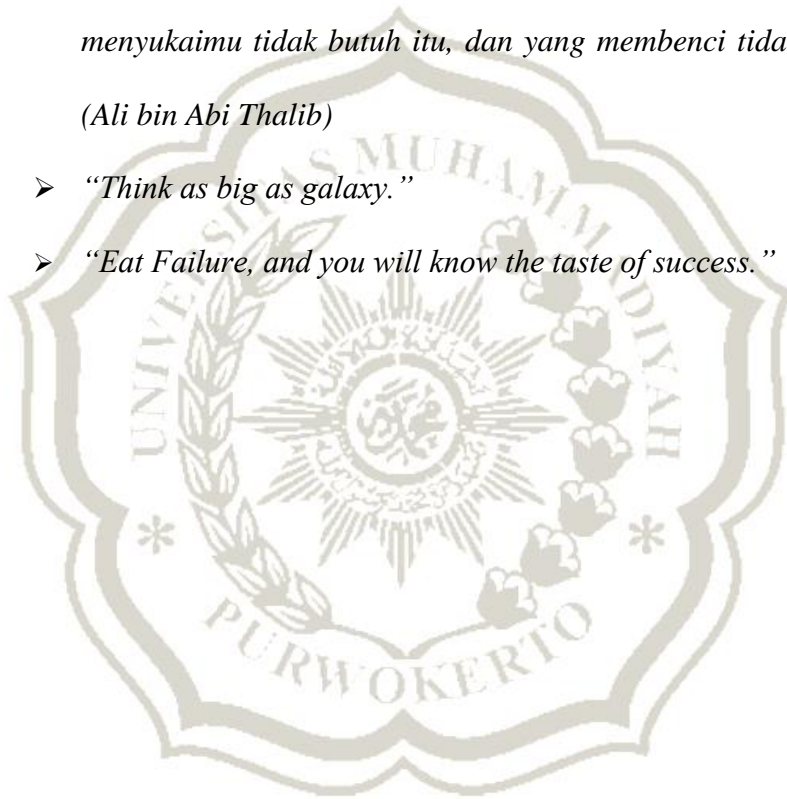 menyukaimu tidak butuh itu, dan yang membenci tida
(Ali bin Abi Thalib)
➢ “Think as big as galaxy.”
➢ “Eat Failure, and you will know the taste of success.”
UNIVERSITAS MUHAMMADIYAH
PURWOKERTO